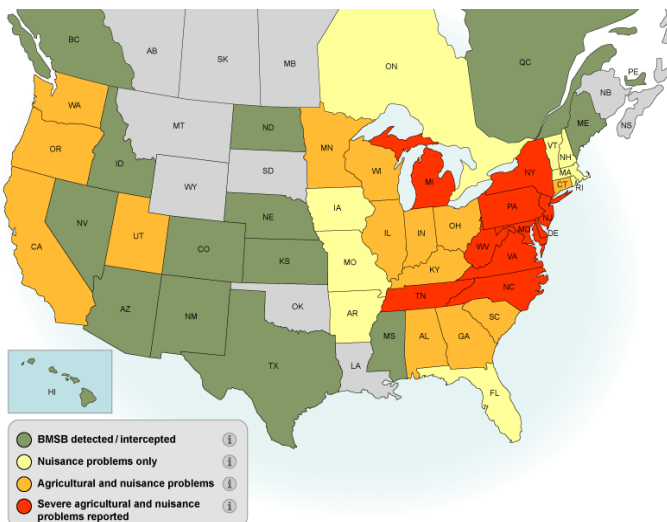 BC
AB
SK
MB
ON
QC
PE
NB
NS
WA
MT
ND
MN
ME
VT
NH
MA
CT
RI
OR
ID
WY
SD
WI
MI
NY
NV
UT
CO
NE
IA
IL
IN
OH
PA
NJ
MD
DE
WV
VA
CA
KS
MO
KY
AZ
NM
OK
AR
TN
NC
SC
MS
AL
GA
TX
LA
FL
HI
BMSB detected / intercepted i
Nuisance problems only i
Agricultural and nuisance problems i
Severe agricultural and nuisance i
problems reported